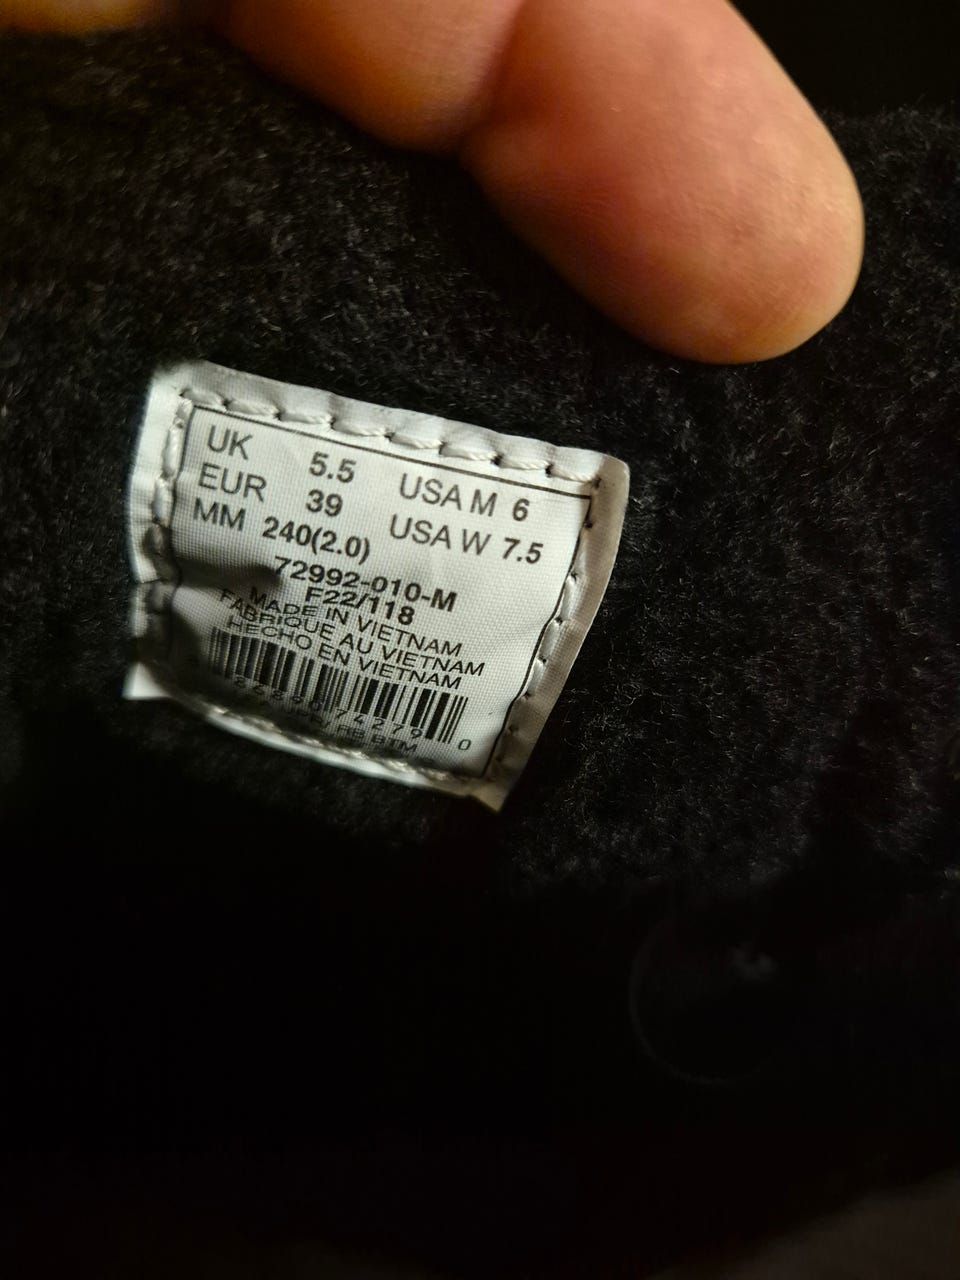 UK 5.5 USA M 6
EUR 39 USA W 7.5
MM 240(2.0)
72992-010-M
F22/118
MADE IN VIETNAM
FABRIQUE AU VIETNAM
HECHO EN VIETNAM
0